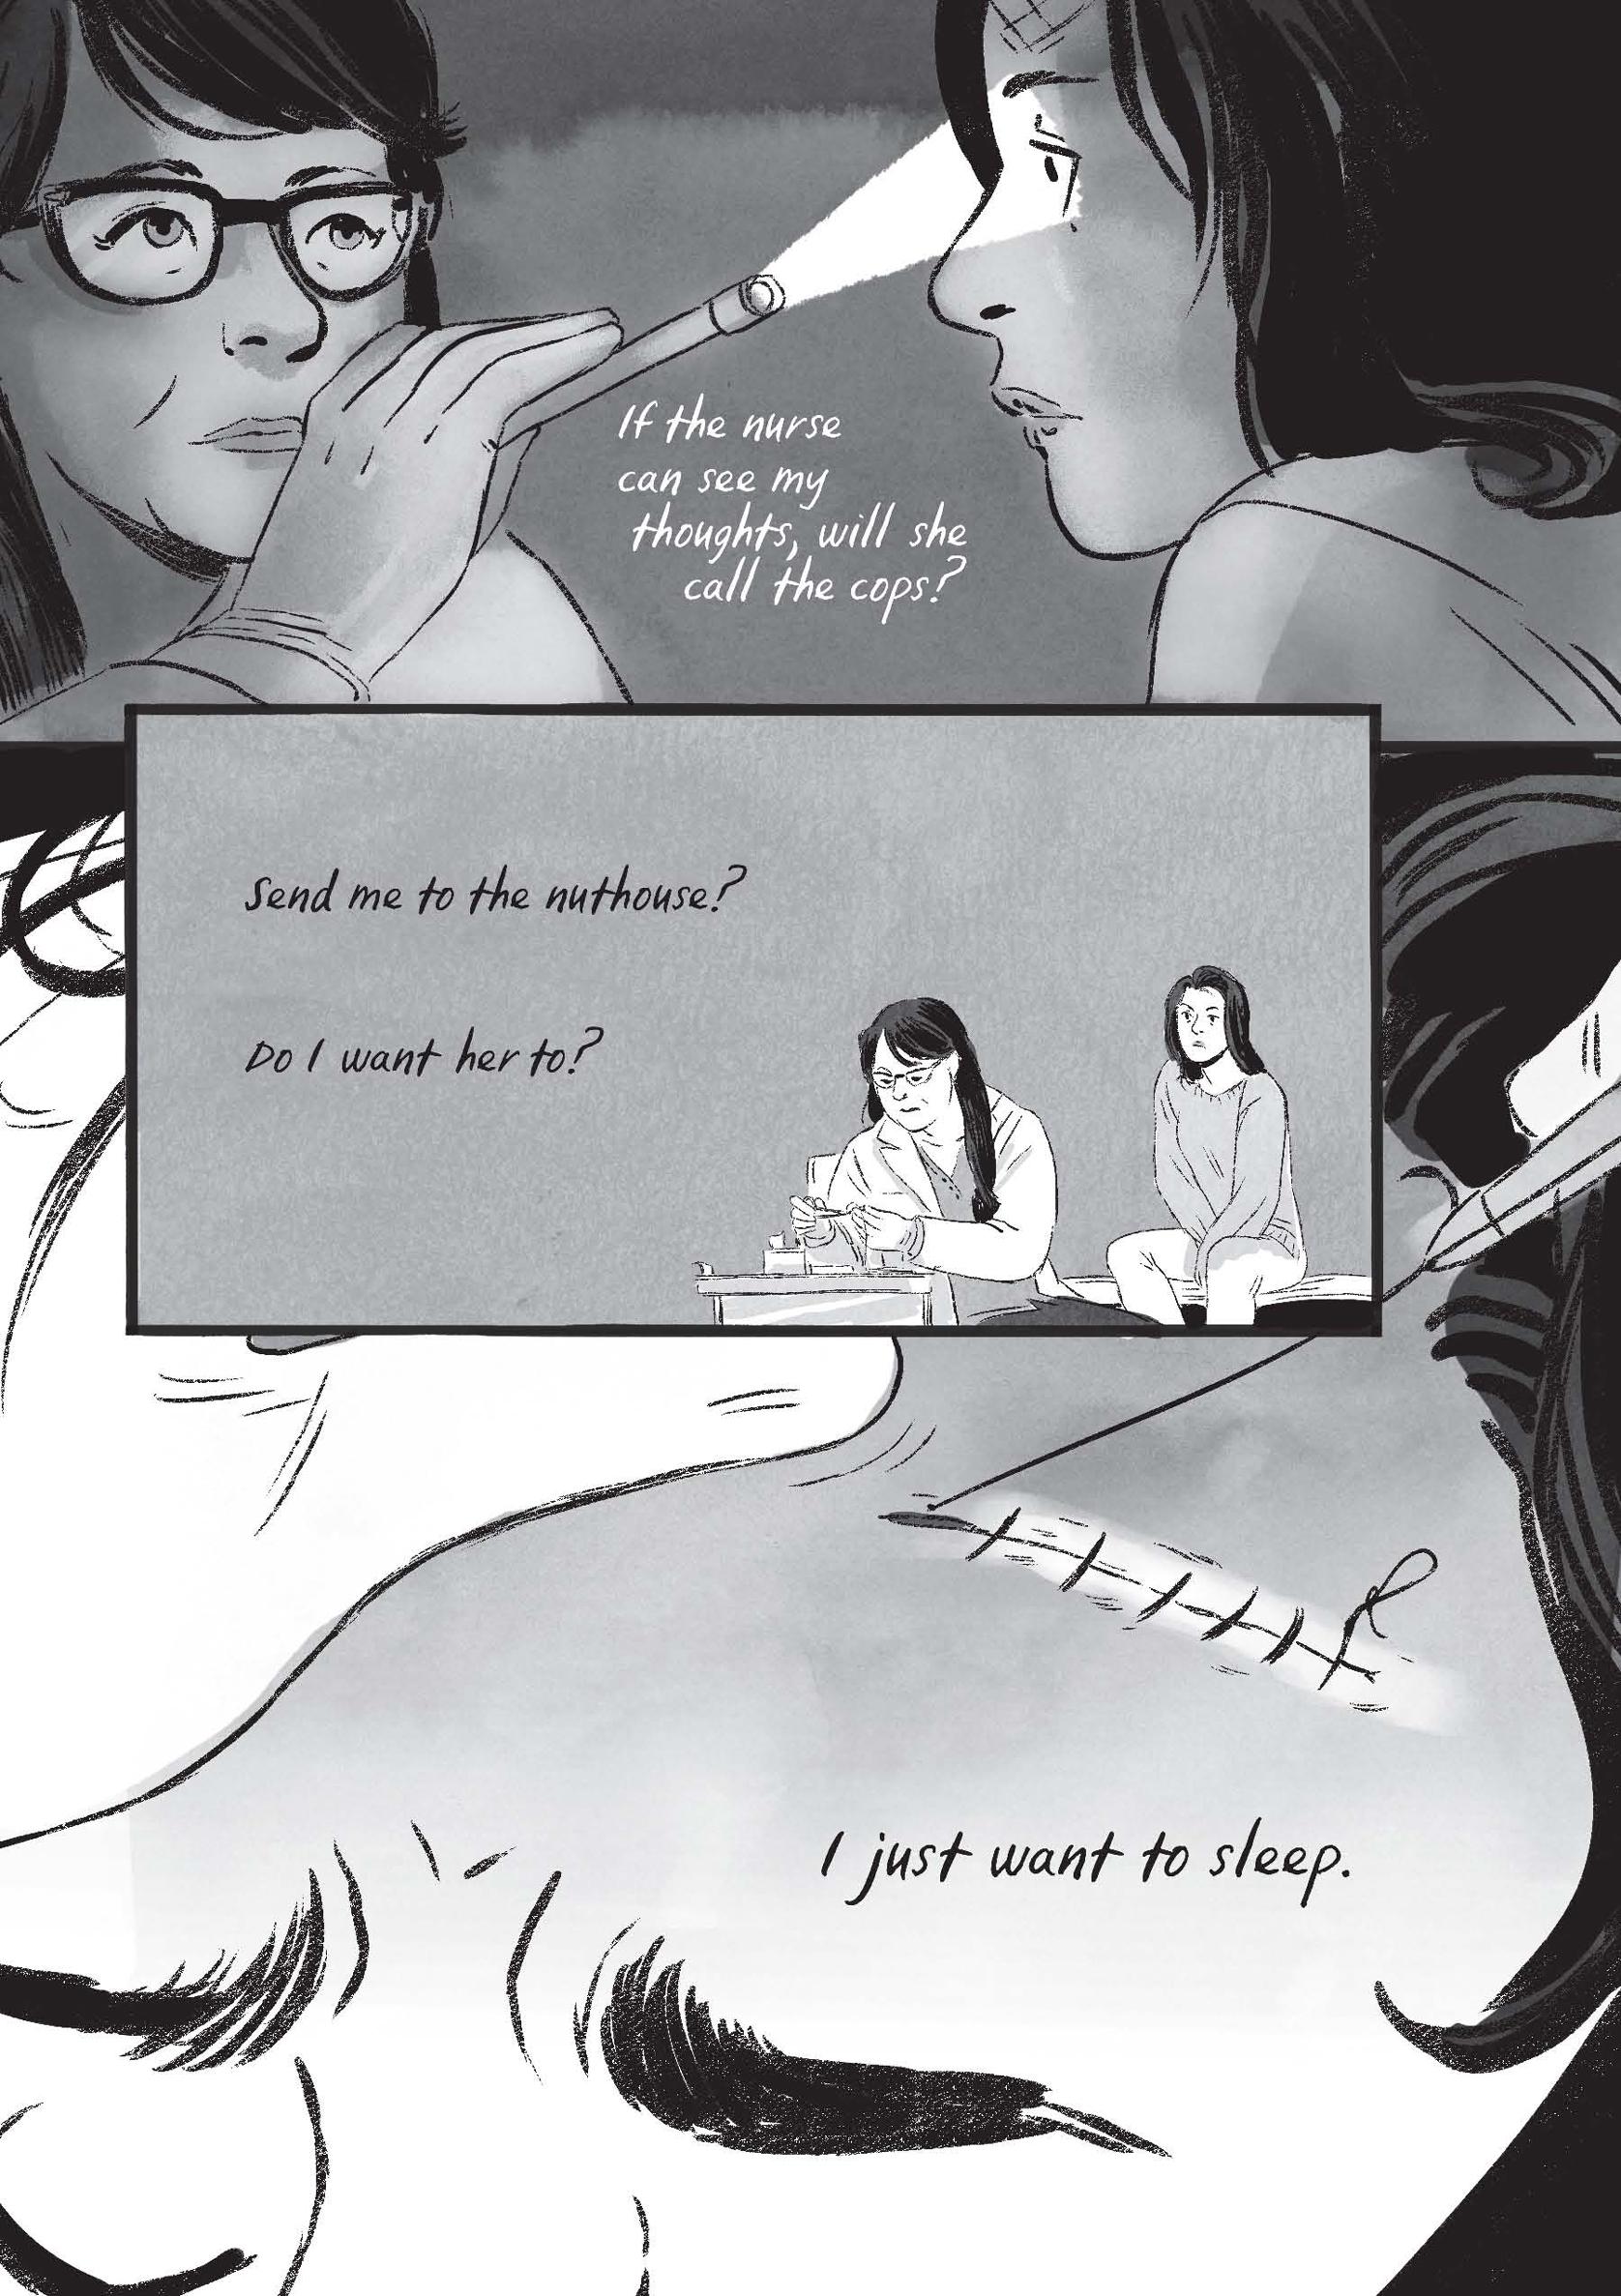 If the nurse
can see my
thoughts, will she
call the cops?
Send me to the nuthouse?
Do I want her to?
I just want to sleep.